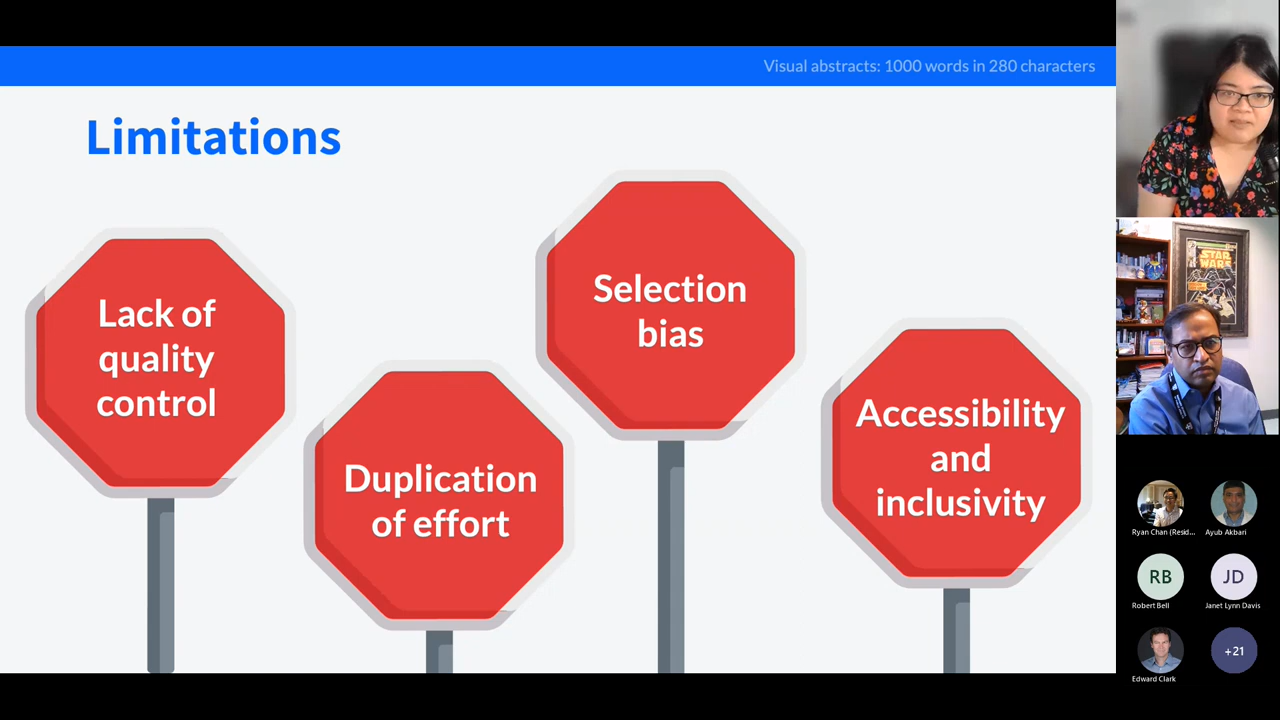 Visual abstracts: 1000 words in 280 characters
Limitations
Lack of
quality
control
Duplication
of effort
Selection
bias
Accessibility
and
inclusivity
STAR
WARS
Ryan Chan (Resid...
Ayub Akbari
RB
JD
Robert Bell
Janet Lynn Davis
Edward Clark
+21